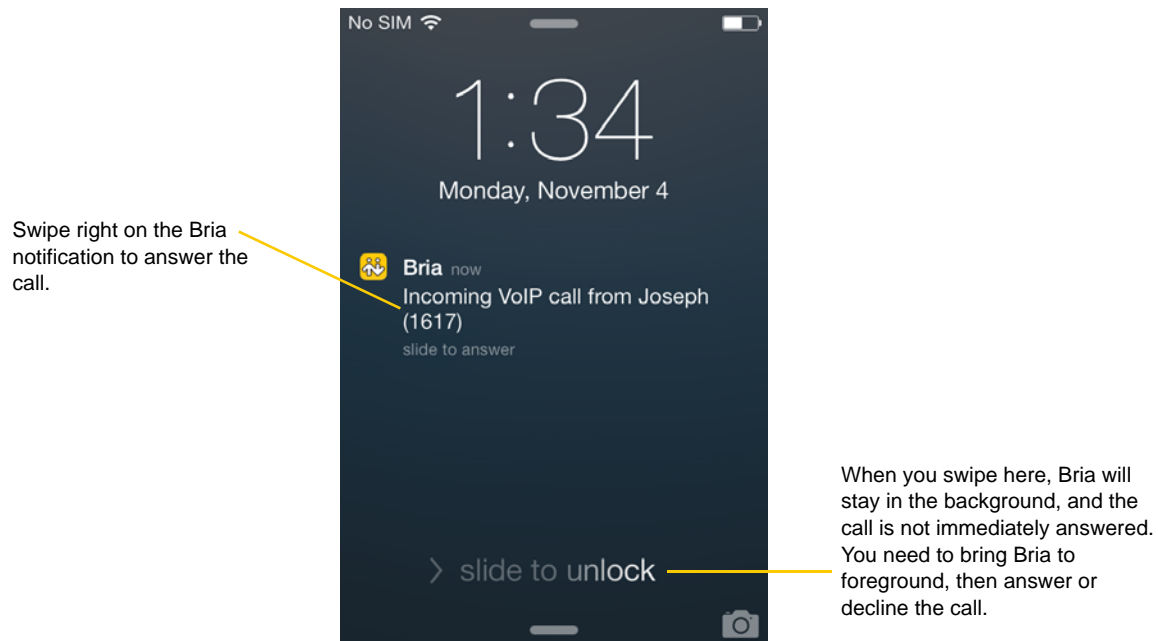 No SIM
1:34
Monday, November 4
Swipe right on the Bria
notification to answer the
call.
Bria now
Incoming VoIP call from Joseph
(1617)
slide to answer
When you swipe here, Bria will
stay in the background, and the
call is not immediately answered.
You need to bring Bria to
foreground, then answer or
decline the call.
> slide to unlock